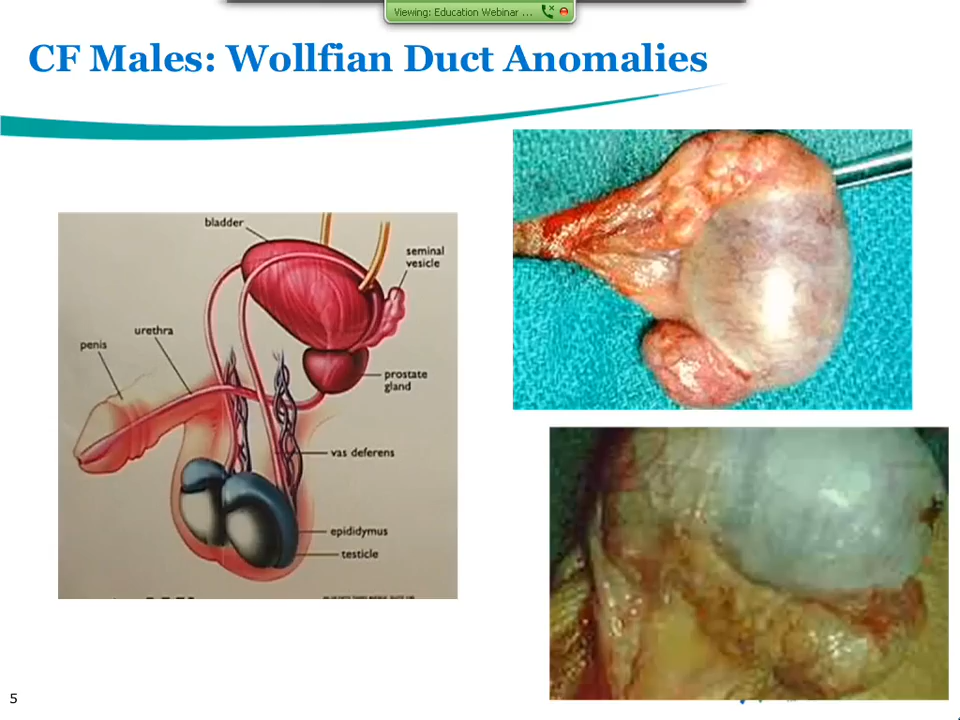 Viewing: Education Webinar ...
CF Males: Wollfian Duct Anomalies
bladder
seminal
vesicle
urethra
penis
prostate
gland
vas deferens
epididymus
testicle
5